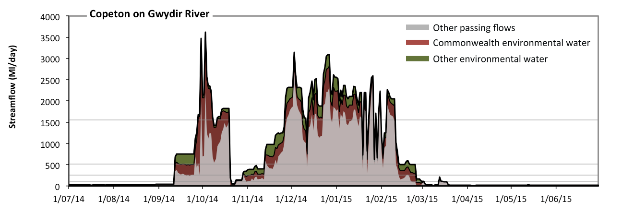 Copeton on Gwydir River
Streamflow (Ml/day)
4000
3500
3000
2500
2000
1500
1000
500
0
Other passing flows
Commonwealth environmental water
Other environmental water
1/07/14 1/08/14 1/09/14 1/10/14 1/11/14 1/12/14 1/01/15 1/02/15 1/03/15 1/04/15 1/05/15 1/06/15